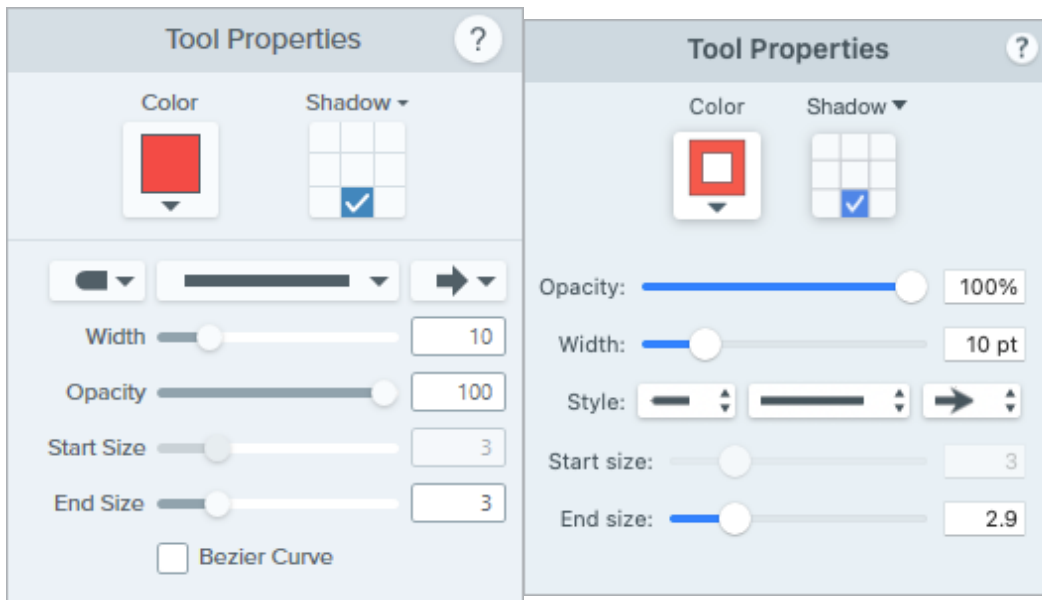 Tool Properties ?
Color Shadow
Width 10
Opacity 100
Start Size 3
End Size 3
Bezier Curve
Tool Properties ?
Color Shadow
Opacity: 100%
Width: 10 pt
Style:
Start size: 3
End size: 2.9